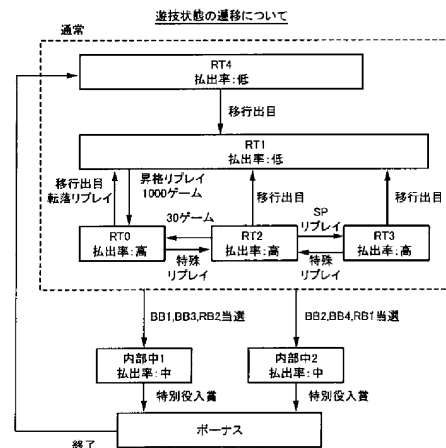 遊技状態の遷移について
通常
RT4
払出率:低
移行出目
RT1
払出率:低
移行出目
転落リプレイ
昇格リプレイ
1000ゲーム
移行出目
移行出目
30ゲーム
SP
リプレイ
RT0
払出率:高
RT2
払出率:高
RT3
払出率:高
特殊
リプレイ
特殊
リプレイ
BB1,BB3,RB2当選
BB2,BB4,RB1当選
内部中1
払出率:中
内部中2
払出率:中
特別役入賞
特別役入賞
ボーナス
終了